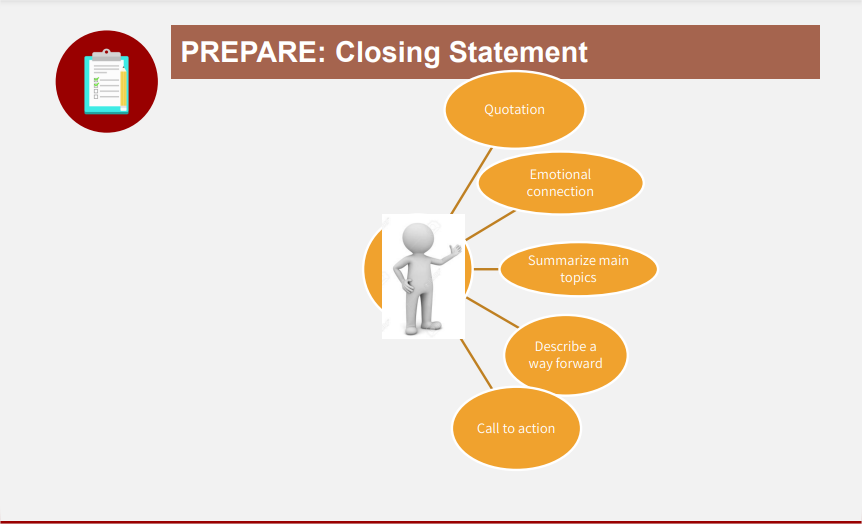 PREPARE: Closing Statement
Quotation
Emotional
connection
Summarize main
topics
Describe a
way forward
Call to action